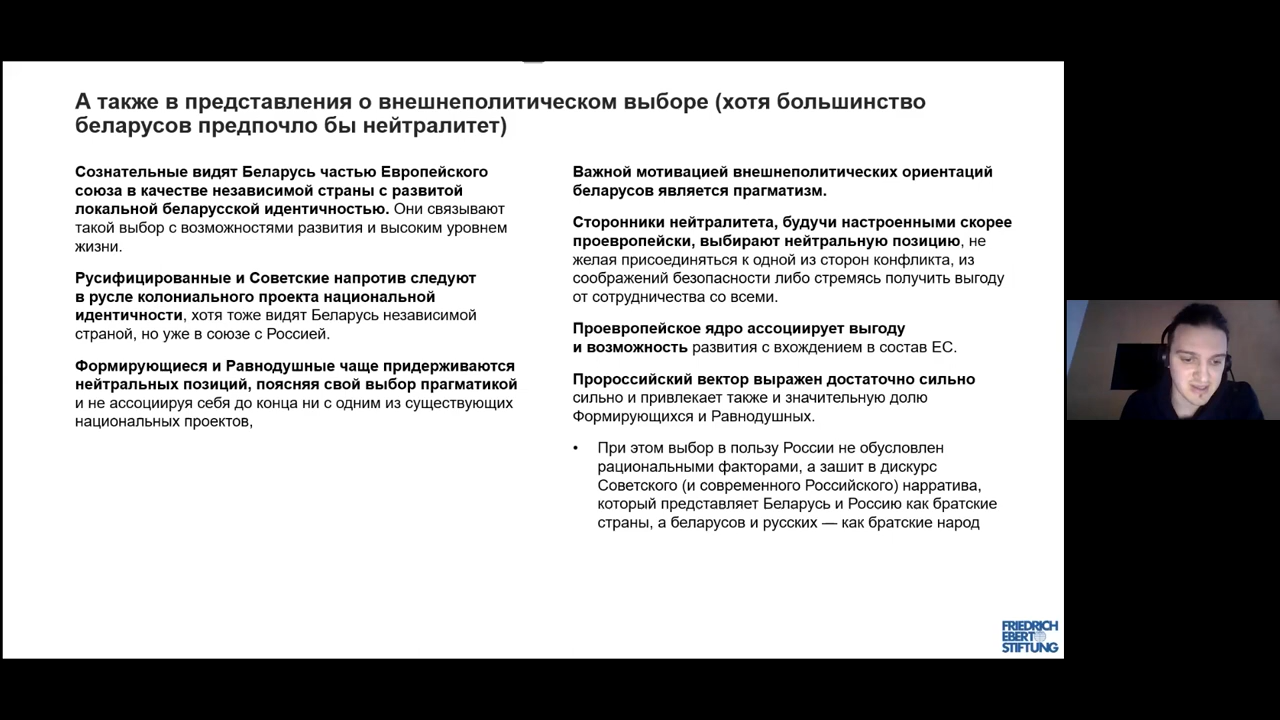 А также в представления о внешнеполитическом выборе (хотя большинство
беларусов предпочло бы нейтралитет)
Сознательные видят Беларусь частью Европейского
союза в качестве независимой страны с развитой
локальной беларусской идентичностью. Они связывают
такой выбор с возможностями развития и высоким уровнем
жизни.
Русифицированные и Советские напротив следуют
в русле колониального проекта национальной
идентичности, хотя тоже видят Беларусь независимой
страной, но уже в союзе с Россией.
Формирующиеся и Равнодушные чаще придерживаются
нейтральных позиций, поясняя свой выбор прагматикой
и не ассоциируя себя до конца ни с одним из существующих
национальных проектов,
Важной мотивацией внешнеполитических ориентаций
беларусов является прагматизм.
Сторонники нейтралитета, будучи настроенными скорее
проевропейски, выбирают нейтральную позицию, не
желая присоединяться к одной из сторон конфликта, из
соображений безопасности либо стремясь получить выгоду
от сотрудничества со всеми.
Проевропейское ядро ассоциирует выгоду
и возможность развития с вхождением в состав ЕС.
Пророссийский вектор выражен достаточно сильно
сильно и привлекает также и значительную долю
Формирующихся и Равнодушных.
• При этом выбор в пользу России не обусловлен
рациональными факторами, а зашит в дискурс
Советского (и современного Российского) нарратива,
который представляет Беларусь и Россию как братские
страны, а беларусов и русских — как братские народ
FRIEDRICH
EBERT
STIFTUNG